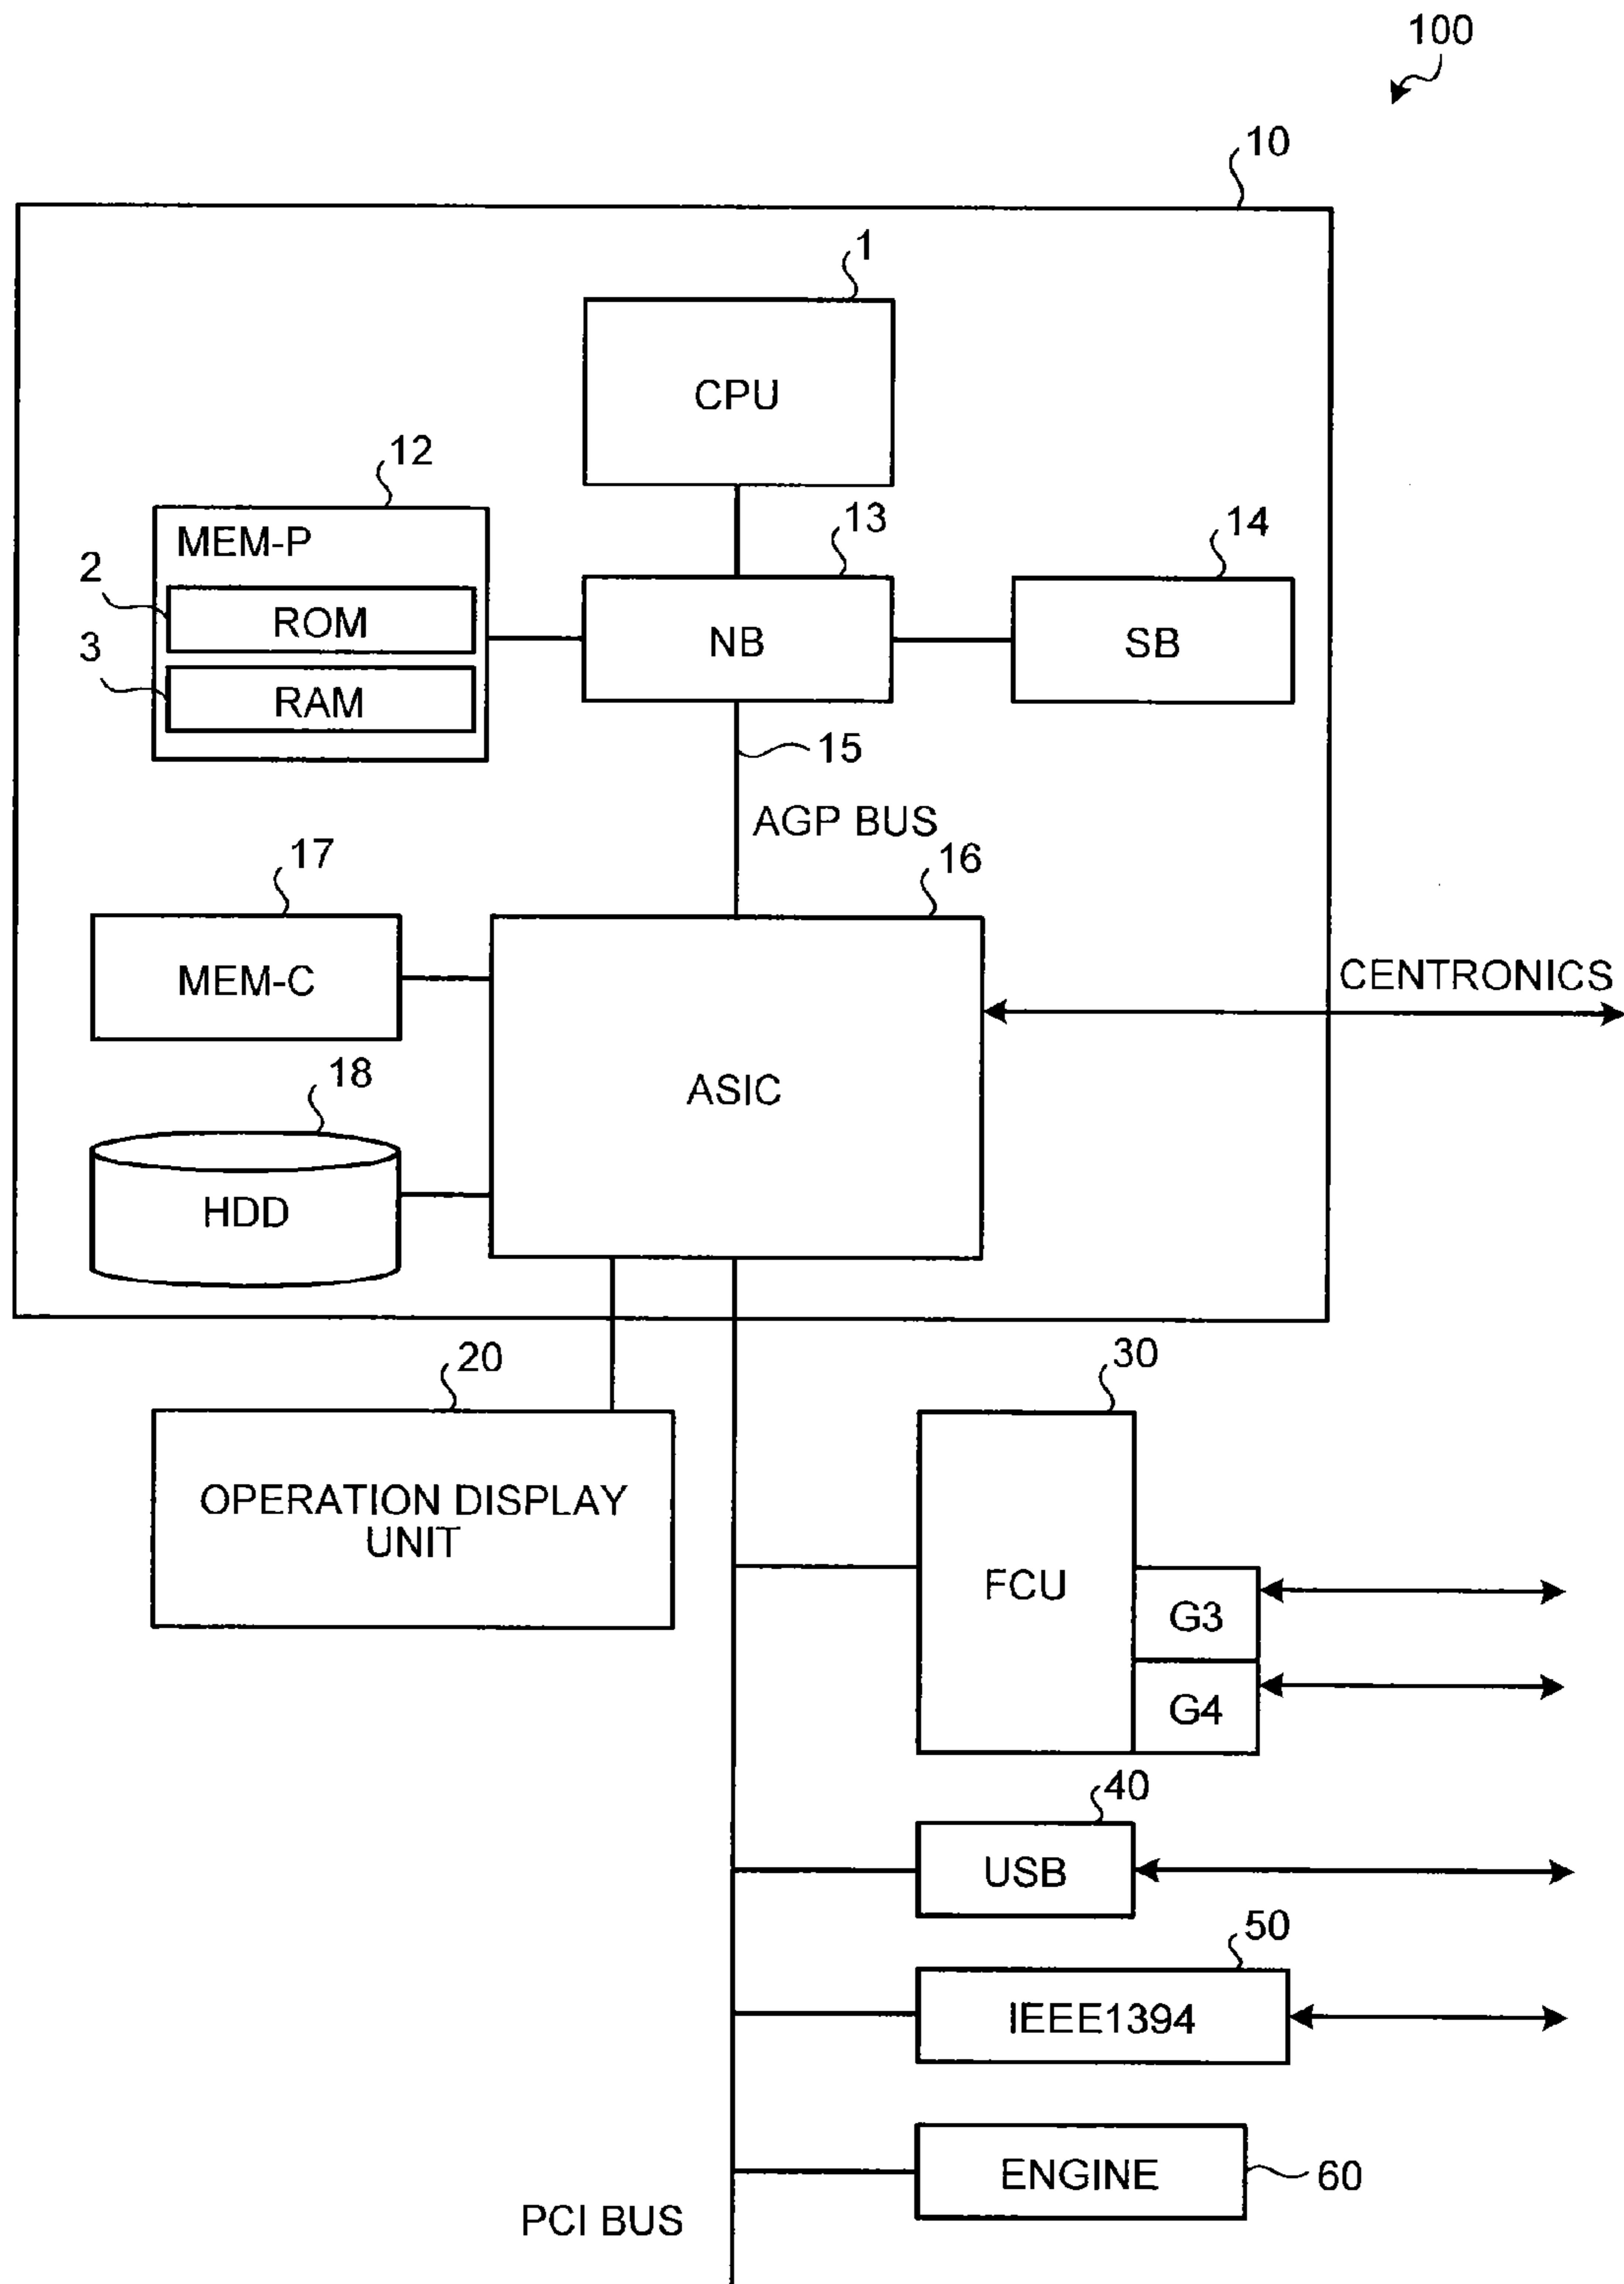 100
10
1
CPU
12
MEM-P
2
ROM
3
RAM
13
NB
14
SB
15
AGP BUS
17
MEM-C
16
ASIC
CENTRONICS
18
HDD
20
OPERATION DISPLAY
UNIT
30
FCU
G3
G4
40
USB
50
IEEE1394
ENGINE
60
PCI BUS